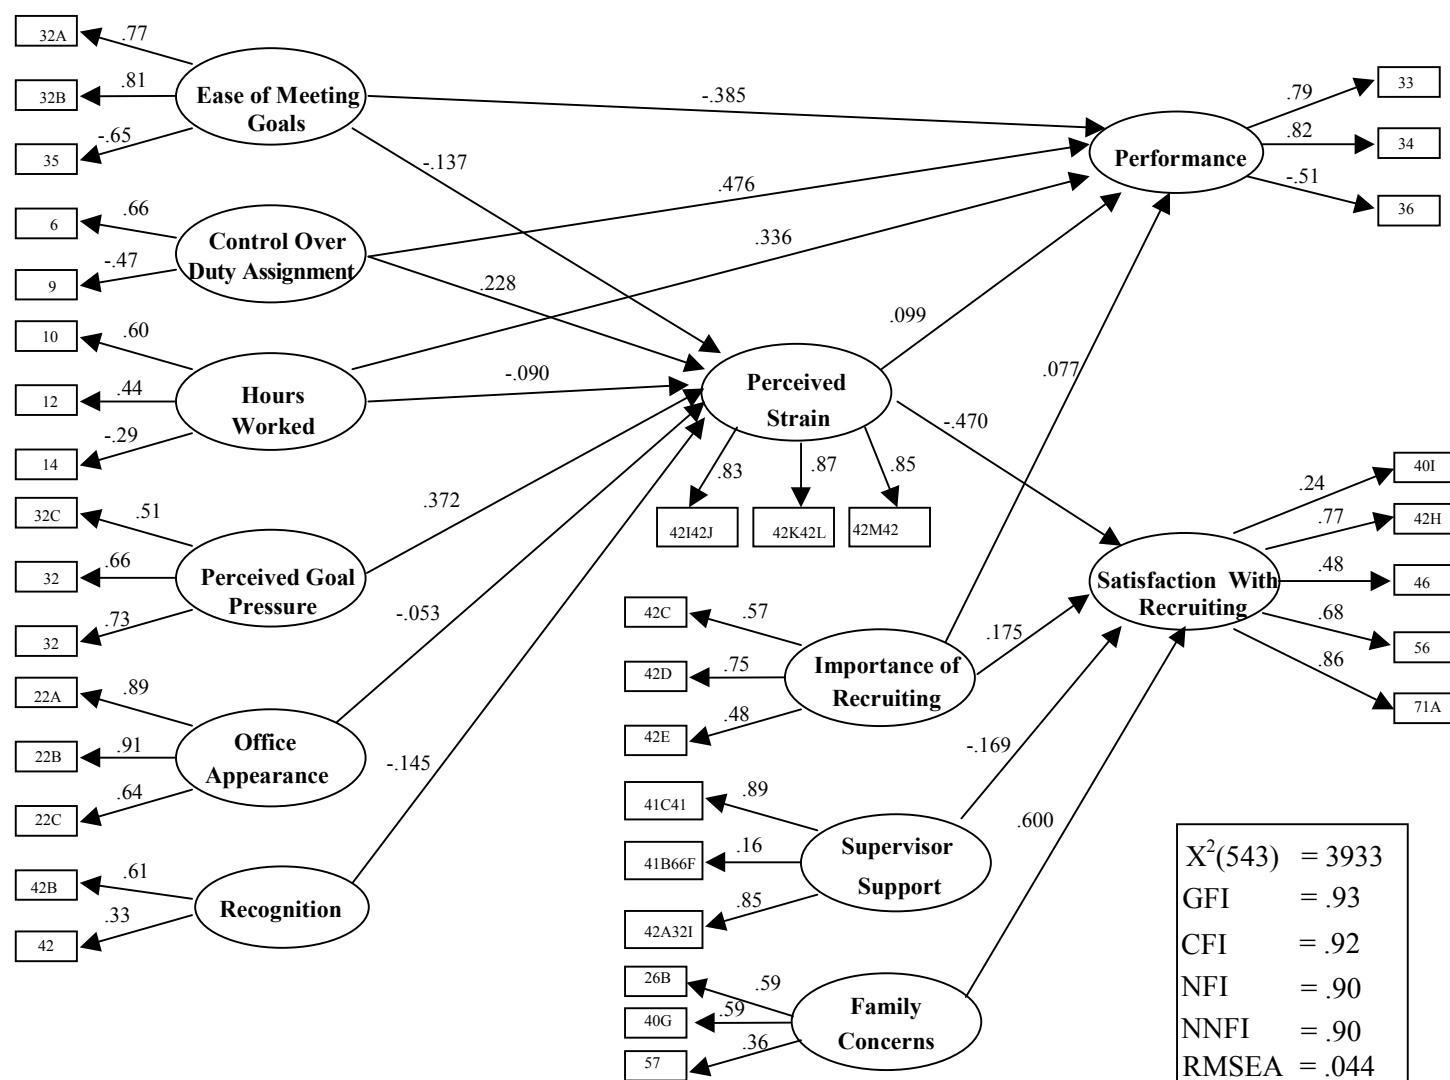 32A
.77
32B
.81
35
-.65
Ease of Meeting
Goals
-.385
-.137
6
.66
9
-.47
Control Over
Duty Assignment
.476
.228
10
.60
12
.44
14
-.29
Hours
Worked
.336
-.090
32C
.51
32
.66
32
.73
Perceived Goal
Pressure
.372
22A
.89
22B
.91
22C
.64
Office
Appearance
-.053
42B
.61
42
.33
Recognition
-.145
Perceived
Strain
.83
.87
.85
42I42J
42K42L
42M42
.099
-.470
Performance
.79
33
.82
34
-.51
36
42C
.57
42D
.75
42E
.48
Importance of
Recruiting
.077
.175
41C41
.89
41B66F
.16
42A32I
.85
Supervisor
Support
-.169
26B
.59
40G
.59
57
.36
Family
Concerns
.600
Satisfaction With
Recruiting
.24
40I
.77
42H
.48
46
.68
56
.86
71A
X²(543) = 3933
GFI = .93
CFI = .92
NFI = .90
NNFI = .90
RMSEA = .044